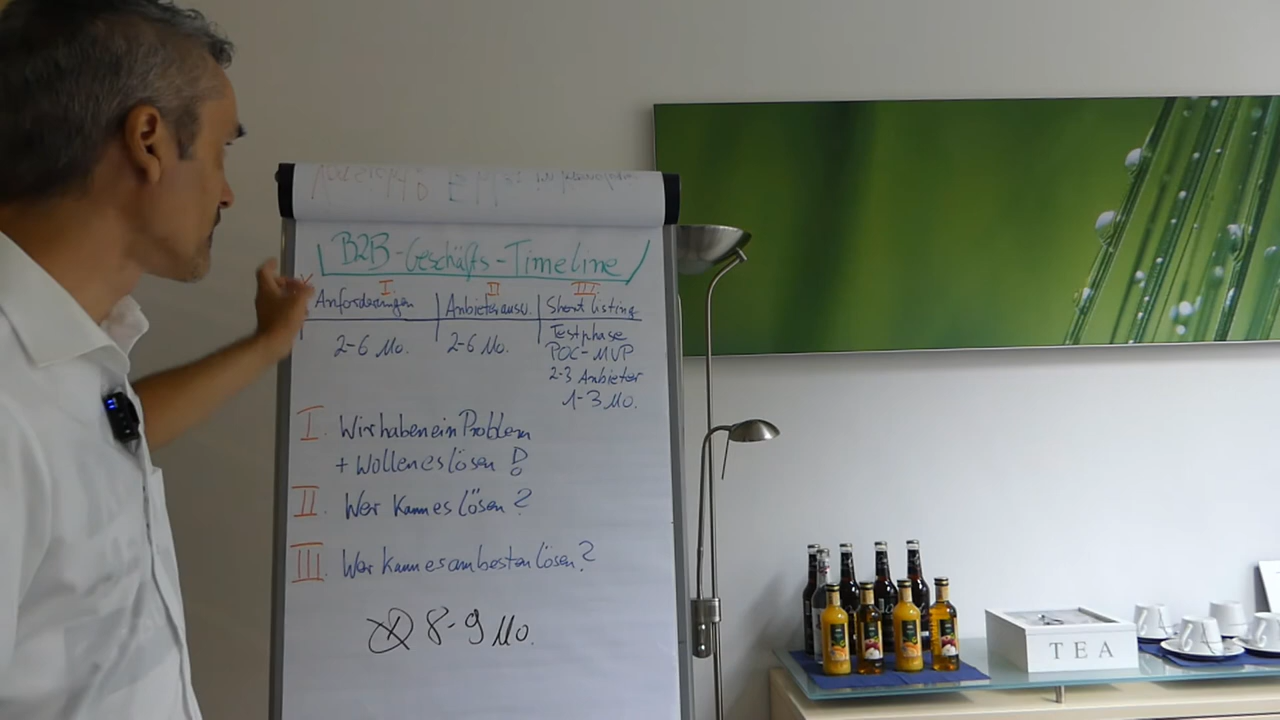 B2B-Geschäfts-Timeline
I. II III.
Anforderungen Anbieterausw. Shortlisting
2-6 Mo. 2-6 Mo. Testphase
POC-MVP
2-3 Anbieter
1-3 Mo.
I. Wir haben ein Problem
+ Wollen es lösen !
II Wer kann es lösen ?
III Wer kann es am besten lösen ?
8-9 Mo.
TEA